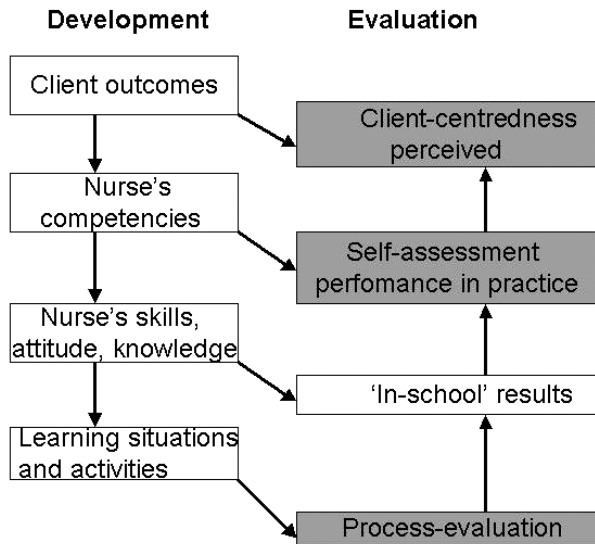 Development
Evaluation
Client outcomes
Client-centredness
perceived
Nurse's
competencies
Self-assessment
perfomance in practice
Nurse's skills,
attitude, knowledge
'In-school' results
Learning situations
and activities
Process-evaluation